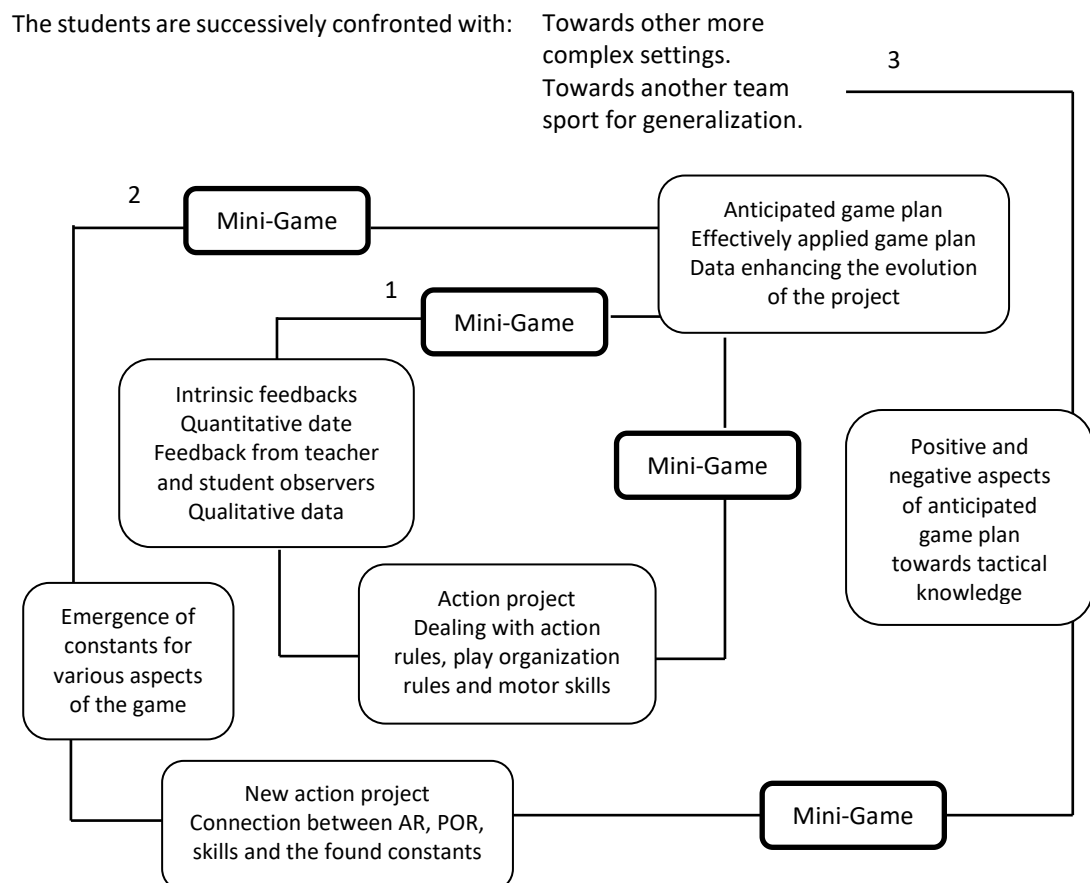 The students are successively confronted with:
Towards other more
complex settings.
Towards another team
sport for generalization.
3
2
Mini-Game
Anticipated game plan
Effectively applied game plan
Data enhancing the evolution
of the project
1
Mini-Game
Intrinsic feedbacks
Quantitative date
Feedback from teacher
and student observers
Qualitative data
Mini-Game
Positive and
negative aspects
of anticipated
game plan
towards tactical
knowledge
Action project
Dealing with action
rules, play organization
rules and motor skills
Emergence of
constants for
various aspects
of the game
New action project
Connection between AR, POR,
skills and the found constants
Mini-Game